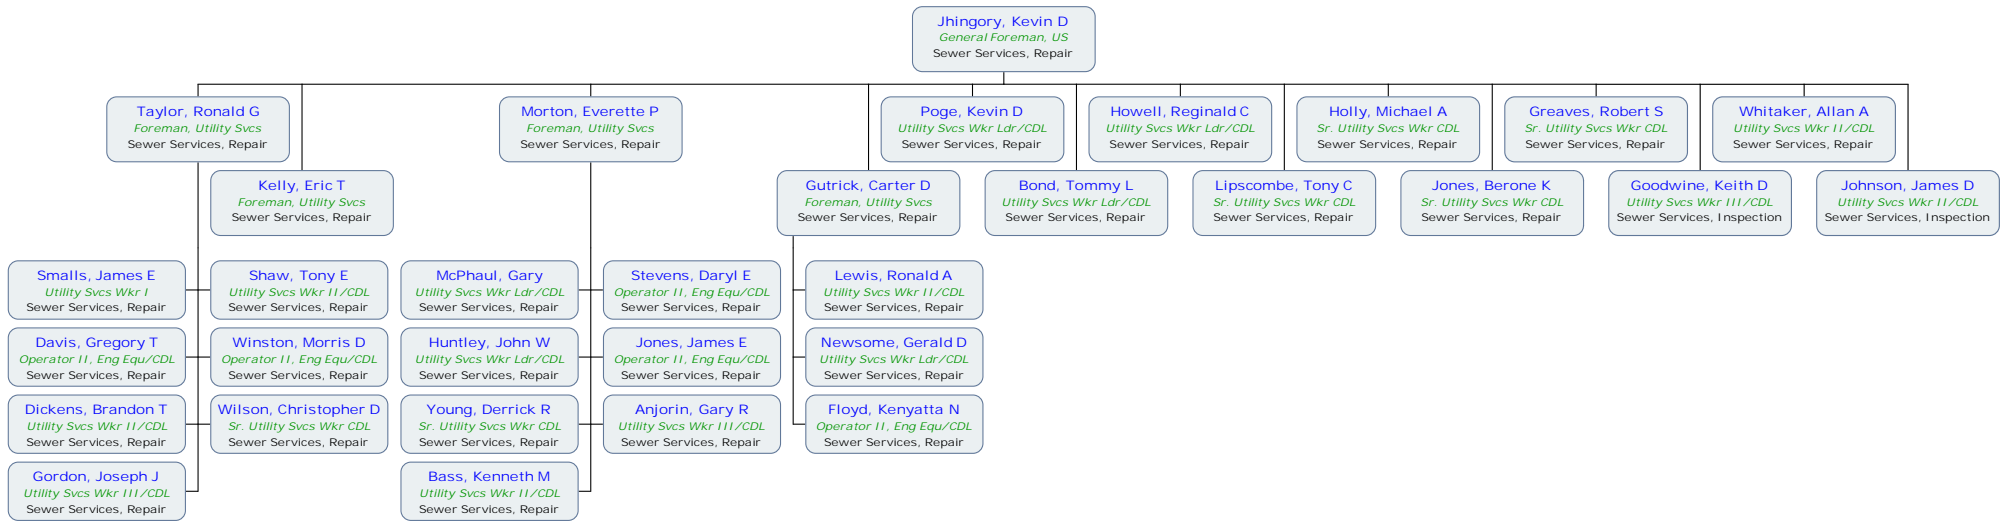 Jhingory, Kevin D
General Foreman, US
Sewer Services, Repair
Taylor, Ronald G
Foreman, Utility Svcs
Sewer Services, Repair
Morton, Everette P
Foreman, Utility Svcs
Sewer Services, Repair
Poge, Kevin D
Utility Svcs Wkr Ldr/CDL
Sewer Services, Repair
Howell, Reginald C
Utility Svcs Wkr Ldr/CDL
Sewer Services, Repair
Holly, Michael A
Sr. Utility Svcs Wkr CDL
Sewer Services, Repair
Greaves, Robert S
Sr. Utility Svcs Wkr CDL
Sewer Services, Repair
Whitaker, Allan A
Utility Svcs Wkr II/CDL
Sewer Services, Repair
Kelly, Eric T
Foreman, Utility Svcs
Sewer Services, Repair
Gutrick, Carter D
Foreman, Utility Svcs
Sewer Services, Repair
Bond, Tommy L
Utility Svcs Wkr Ldr/CDL
Sewer Services, Repair
Lipscombe, Tony C
Sr. Utility Svcs Wkr CDL
Sewer Services, Repair
Jones, Berone K
Sr. Utility Svcs Wkr CDL
Sewer Services, Repair
Goodwine, Keith D
Utility Svcs Wkr III/CDL
Sewer Services, Inspection
Johnson, James D
Utility Svcs Wkr II/CDL
Sewer Services, Inspection
Smalls, James E
Utility Svcs Wkr I
Sewer Services, Repair
Shaw, Tony E
Utility Svcs Wkr II/CDL
Sewer Services, Repair
McPhaul, Gary
Utility Svcs Wkr Ldr/CDL
Sewer Services, Repair
Stevens, Daryl E
Operator II, Eng Equ/CDL
Sewer Services, Repair
Lewis, Ronald A
Utility Svcs Wkr II/CDL
Sewer Services, Repair
Davis, Gregory T
Operator II, Eng Equ/CDL
Sewer Services, Repair
Winston, Morris D
Operator II, Eng Equ/CDL
Sewer Services, Repair
Huntley, John W
Utility Svcs Wkr Ldr/CDL
Sewer Services, Repair
Jones, James E
Operator II, Eng Equ/CDL
Sewer Services, Repair
Newsome, Gerald D
Utility Svcs Wkr Ldr/CDL
Sewer Services, Repair
Dickens, Brandon T
Utility Svcs Wkr II/CDL
Sewer Services, Repair
Wilson, Christopher D
Sr. Utility Svcs Wkr CDL
Sewer Services, Repair
Young, Derrick R
Sr. Utility Svcs Wkr CDL
Sewer Services, Repair
Anjorin, Gary R
Utility Svcs Wkr III/CDL
Sewer Services, Repair
Floyd, Kenyatta N
Operator II, Eng Equ/CDL
Sewer Services, Repair
Gordon, Joseph J
Utility Svcs Wkr III/CDL
Sewer Services, Repair
Bass, Kenneth M
Utility Svcs Wkr II/CDL
Sewer Services, Repair